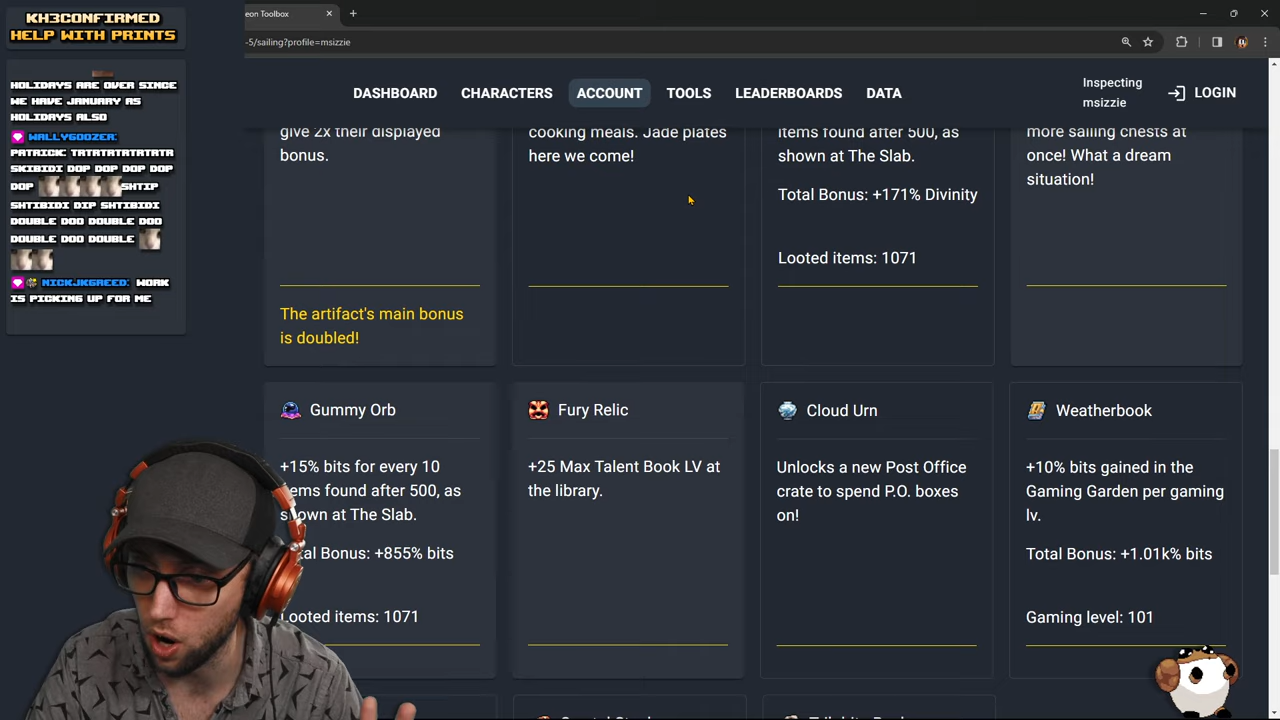 KH3CONFIRMED
HELP WITH PRINTS
HOLIDAYS ARE OVER SINCE
WE HAVE JANUARY AS
HOLIDAYS ALSO
WALLYGOOZER:
PATRICK: TATATATATATATA
SKIBIDI DOP DOP DOP DOP
DOP SHTIP
SHTIBIDI DIP SHTIBIDI
DOUBLE DOO DOUBLE DOO
DOUBLE DOO DOUBLE
NICKJKGREED: WORK
IS PICKING UP FOR ME
eon Toolbox
-5/sailing?profile=msizzie
DASHBOARD
CHARACTERS
ACCOUNT
TOOLS
LEADERBOARDS
DATA
Inspecting
msizzie
LOGIN
give 2x their displayed
bonus.
The artifact's main bonus
is doubled!
cooking meals. Jade plates
here we come!
items found after 500, as
shown at The Slab.
Total Bonus: +171% Divinity
Looted items: 1071
more sailing chests at
once! What a dream
situation!
Gummy Orb
+15% bits for every 10
ems found after 500, as
shown at The Slab.
al Bonus: +855% bits
Looted items: 1071
Fury Relic
+25 Max Talent Book LV at
the library.
Cloud Urn
Unlocks a new Post Office
crate to spend P.O. boxes
on!
Weatherbook
+10% bits gained in the
Gaming Garden per gaming
lv.
Total Bonus: +1.01k% bits
Gaming level: 101